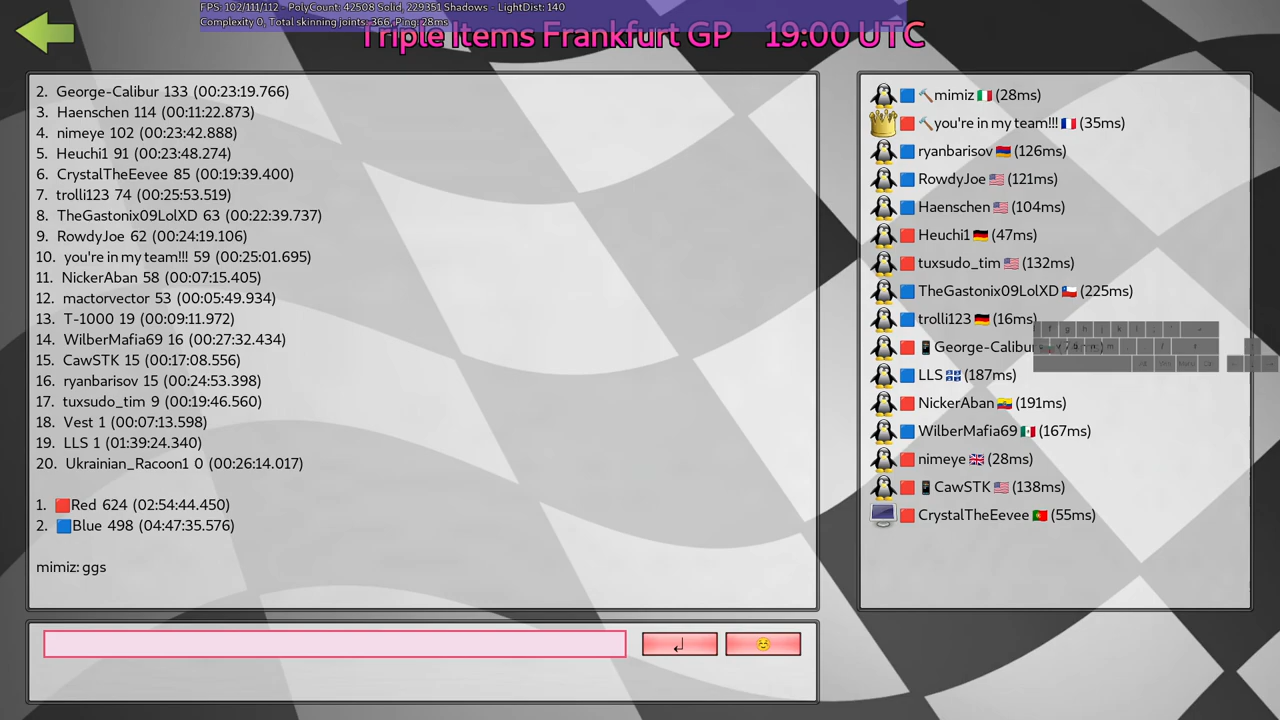 FPS: 102/111/112 - PolyCount: 42508 Solid, 229351 Shadows - LightDist: 140
Complexity 0, Total skinning joints: 366, Ping: 28ms
Triple Items Frankfurt GP 19:00 UTC
2. George-Calibur 133 (00:23:19.766)
3. Haenschen 114 (00:11:22.873)
4. nimeye 102 (00:23:42.888)
5. Heuchi1 91 (00:23:48.274)
6. CrystalTheEevee 85 (00:19:39.400)
7. trolli123 74 (00:25:53.519)
8. TheGastonix09LolXD 63 (00:22:39.737)
9. RowdyJoe 62 (00:24:19.106)
10. you're in my team!!! 59 (00:25:01.695)
11. NickerAban 58 (00:07:15.405)
12. mactorvector 53 (00:05:49.934)
13. T-1000 19 (00:09:11.972)
14. WilberMafia69 16 (00:27:32.434)
15. CawSTK 15 (00:17:08.556)
16. ryanbarisov 15 (00:24:53.398)
17. tuxsudo_tim 9 (00:19:46.560)
18. Vest 1 (00:07:13.598)
19. LLS 1 (01:39:24.340)
20. Ukrainian_Racoon1 0 (00:26:14.017)
1. 🟥Red 624 (02:54:44.450)
2. 🟦Blue 498 (04:47:35.576)
mimiz: ggs
🟦 🔨mimiz 🇮🇹 (28ms)
🟥 🔨you're in my team!!! 🇫🇷 (35ms)
🟦 ryanbarisov 🇦🇲 (126ms)
🟦 RowdyJoe 🇺🇸 (121ms)
🟦 Haenschen 🇺🇸 (104ms)
🟥 Heuchi1 🇩🇪 (47ms)
🟥 tuxsudo_tim 🇺🇸 (132ms)
🟦 TheGastonix09LolXD 🇨🇱 (225ms)
🟦 trolli123 🇩🇪 (16ms)
🟥 📱George-Calibur
🟦 LLS (187ms)
🟥 NickerAban 🇪🇨 (191ms)
🟦 WilberMafia69 🇲🇽 (167ms)
🟥 nimeye 🇬🇧 (28ms)
🟥 📱CawSTK 🇺🇸 (138ms)
🟥 CrystalTheEevee 🇵🇹 (55ms)